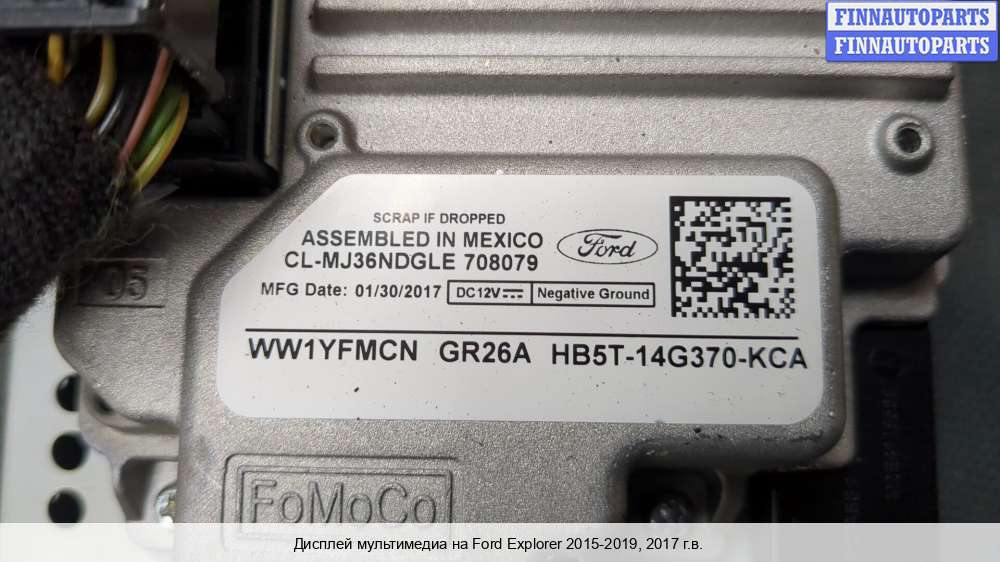 FINNAUTOPARTS
FINNAUTOPARTS
SCRAP IF DROPPED
ASSEMBLED IN MEXICO
Ford
CL-MJ36NDGLE 708079
MFG Date: 01/30/2017 DC12V Negative Ground
WW1YFMCN GR26A HB5T-14G370-KCA
05
FoMoCo
Дисплей мультимедиа на Ford Explorer 2015-2019, 2017 г.в.